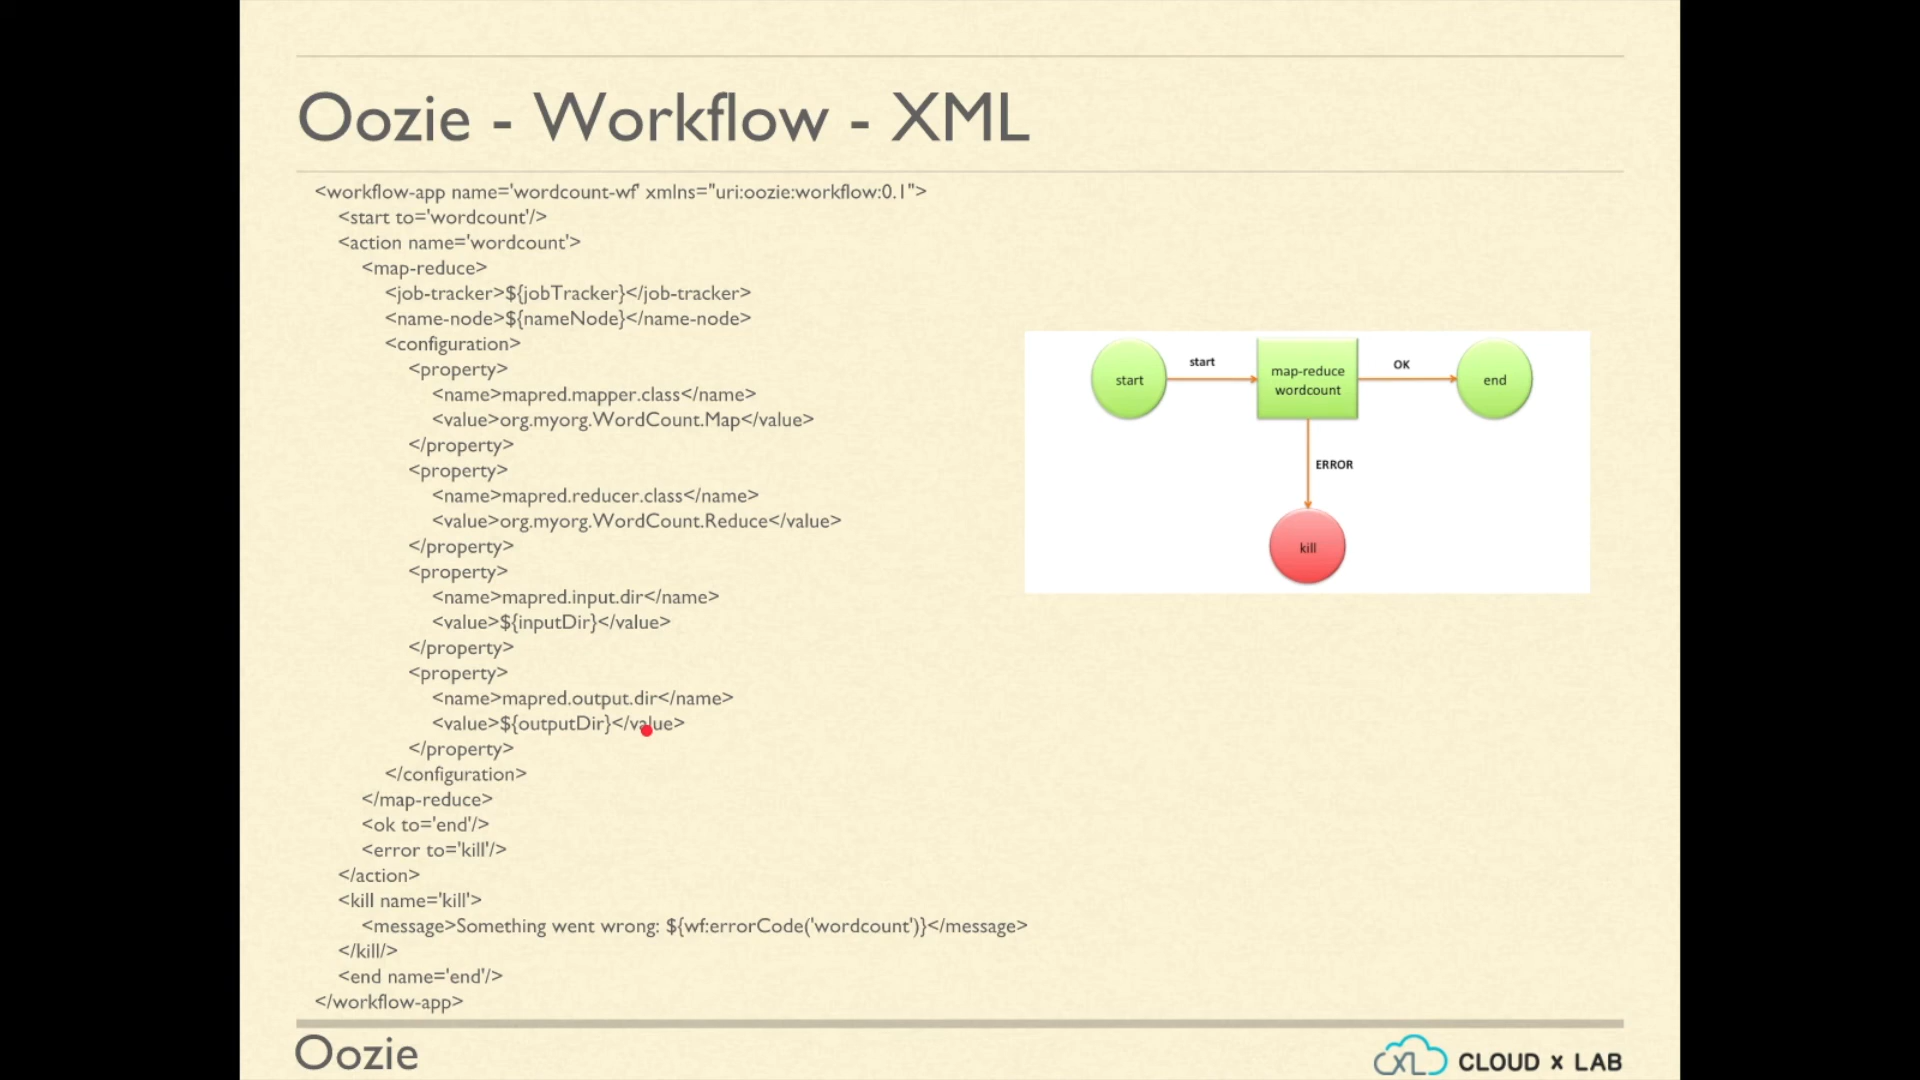 Oozie - Workflow - XML
<workflow-app name='wordcount-wf' xmlns="uri:oozie:workflow:0.1">
<start to='wordcount'/>
<action name='wordcount'>
<map-reduce>
<job-tracker>${jobTracker}</job-tracker>
<name-node>${nameNode}</name-node>
<configuration>
<property>
<name>mapred.mapper.class</name>
<value>org.myorg.WordCount.Map</value>
</property>
<property>
<name>mapred.reducer.class</name>
<value>org.myorg.WordCount.Reduce</value>
</property>
<property>
<name>mapred.input.dir</name>
<value>${inputDir}</value>
</property>
<property>
<name>mapred.output.dir</name>
<value>${outputDir}</value>
</property>
</configuration>
</map-reduce>
<ok to='end'/>
<error to='kill'/>
</action>
<kill name='kill'>
<message>Something went wrong: ${wf:errorCode('wordcount')}</message>
</kill/>
<end name='end'/>
</workflow-app>
start
start
map-reduce
wordcount
OK
end
ERROR
kill
Oozie
CXL CLOUD x LAB